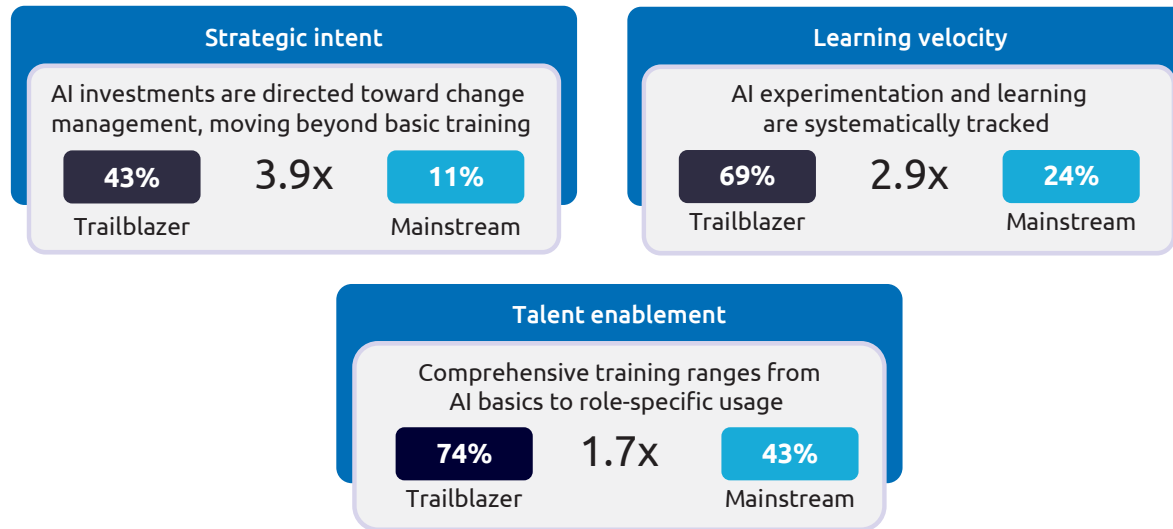 Strategic intent
AI investments are directed toward change
management, moving beyond basic training
43% 3.9x 11%
Trailblazer Mainstream
Learning velocity
AI experimentation and learning
are systematically tracked
69% 2.9x 24%
Trailblazer Mainstream
Talent enablement
Comprehensive training ranges from
AI basics to role-specific usage
74% 1.7x 43%
Trailblazer Mainstream